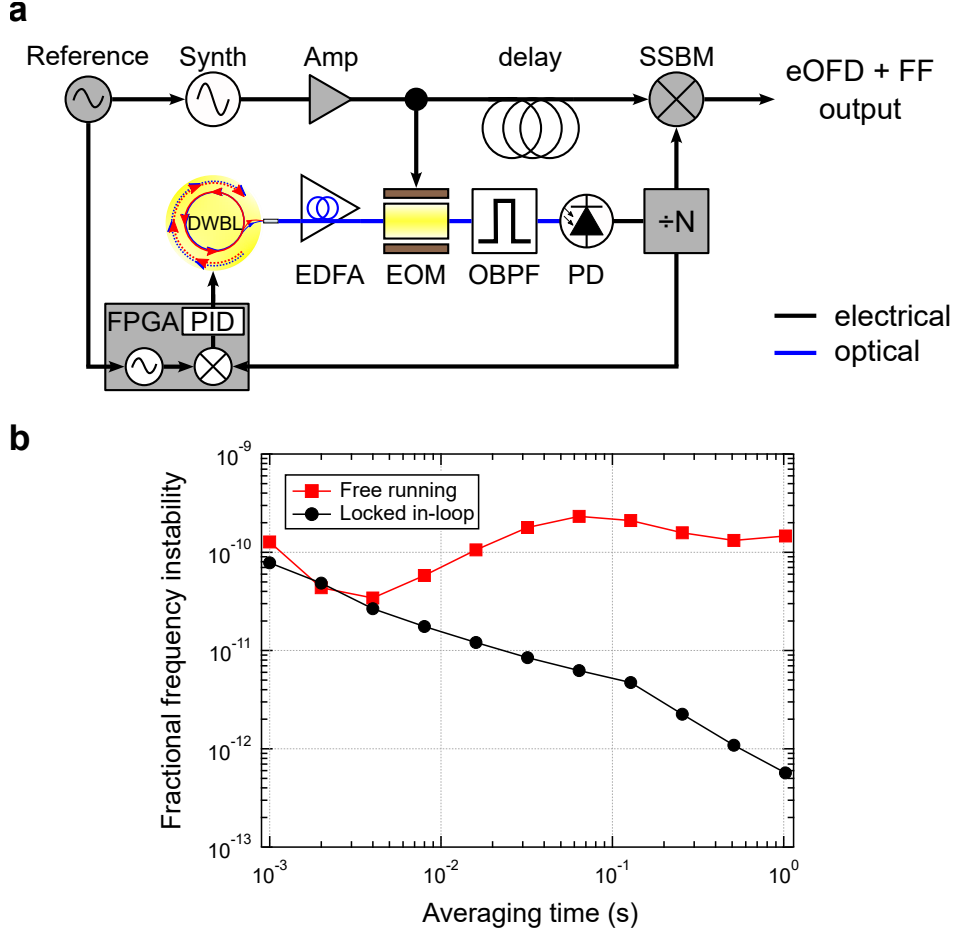 a
Reference
Synth
Amp
delay
SSBM
eOFD + FF
output
DWBL
EDFA
EOM
OBPF
PD
÷N
FPGA
PID
electrical
optical
b
Fractional frequency instability
10⁻⁹
10⁻¹⁰
10⁻¹¹
10⁻¹²
10⁻¹³
Free running
Locked in-loop
10⁻³
10⁻²
10⁻¹
10⁰
Averaging time (s)